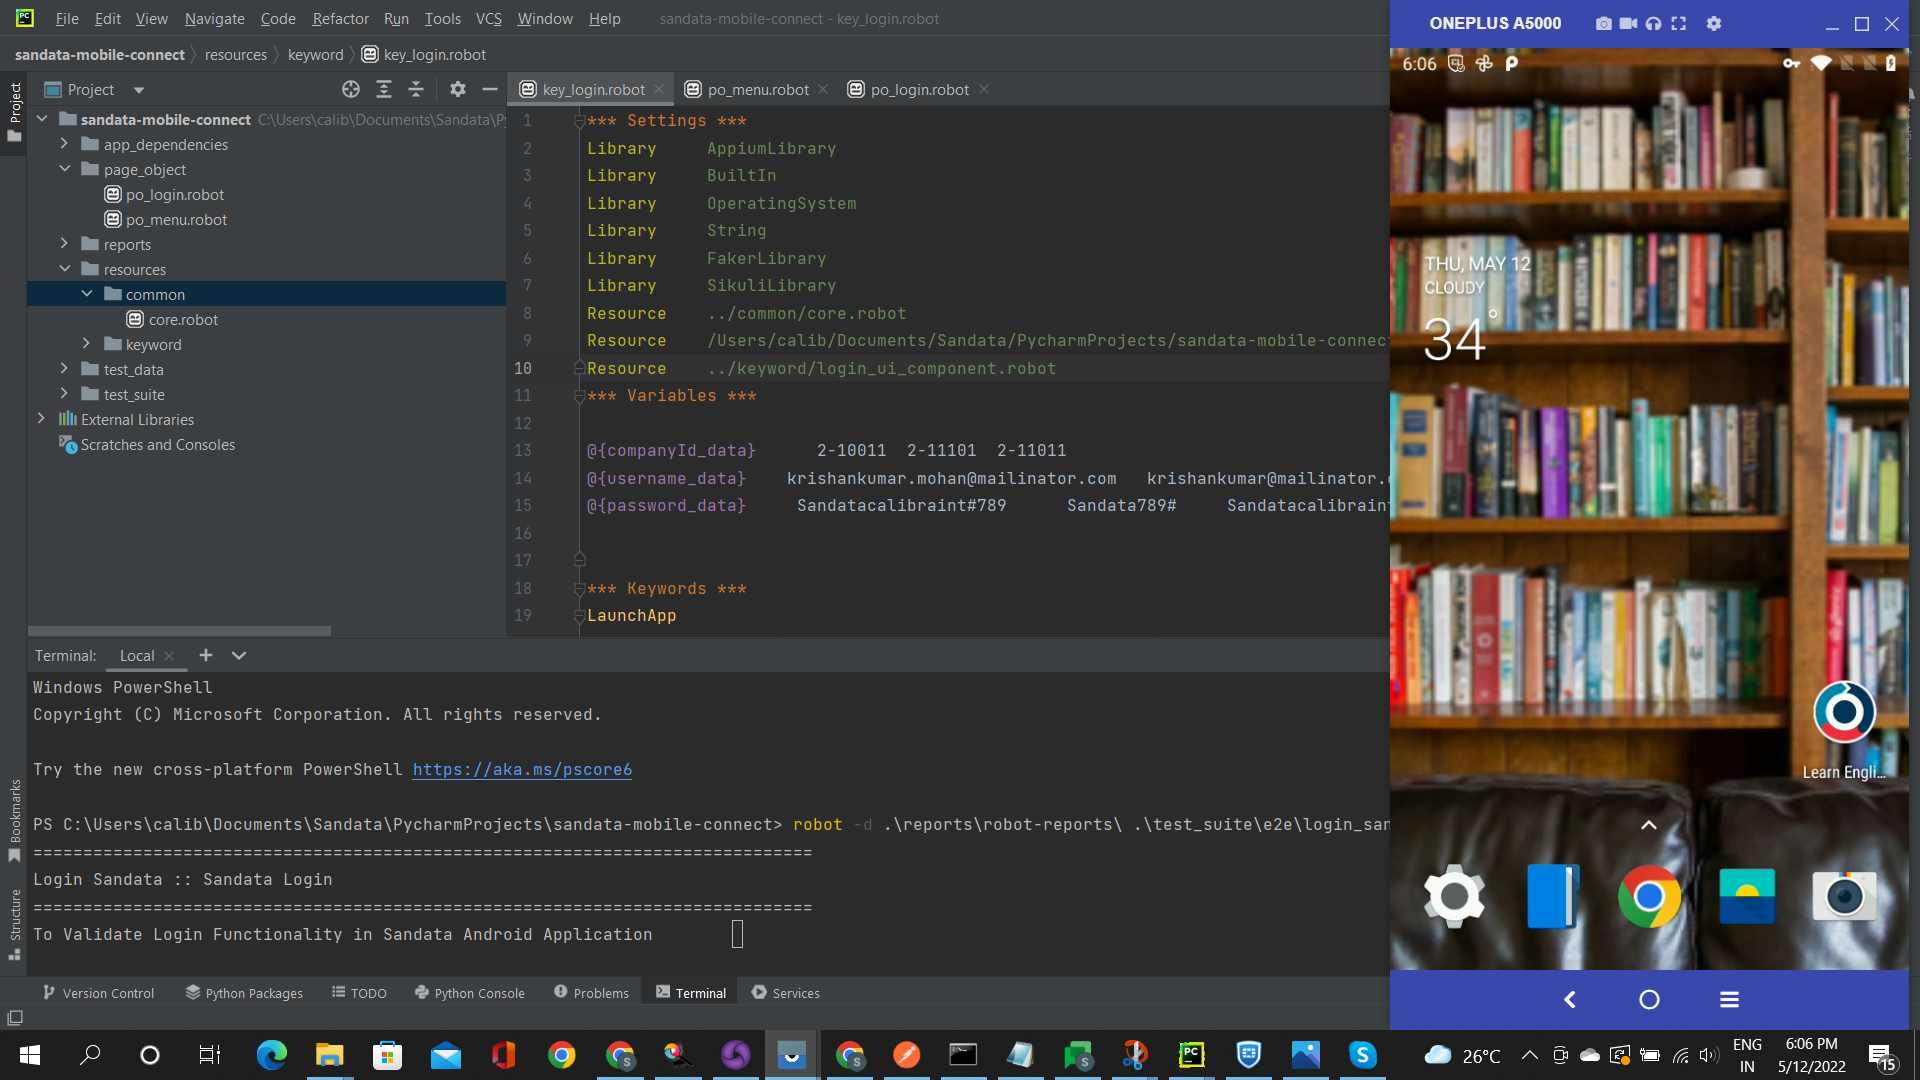 File Edit View Navigate Code Refactor Run Tools VCS Window Help sandata-mobile-connect - key_login.robot
sandata-mobile-connect resources keyword key_login.robot
Project
Project
sandata-mobile-connect C:\Users\calib\Documents\Sandata\Py
app_dependencies
page_object
po_login.robot
po_menu.robot
reports
resources
common
core.robot
keyword
test_data
test_suite
External Libraries
Scratches and Consoles
key_login.robot po_menu.robot po_login.robot
1 *** Settings ***
2 Library AppiumLibrary
3 Library BuiltIn
4 Library OperatingSystem
5 Library String
6 Library FakerLibrary
7 Library SikuliLibrary
8 Resource ../common/core.robot
9 Resource /Users/calib/Documents/Sandata/PycharmProjects/sandata-mobile-connect
10 Resource ../keyword/login_ui_component.robot
11 *** Variables ***
12
13 @{companyId_data} 2-10011 2-11101 2-11011
14 @{username_data} krishankumar.mohan@mailinator.com krishankumar@mailinator.
15 @{password_data} Sandatacalibraint#789 Sandata789# Sandatacalibraint
16
17
18 *** Keywords ***
19 LaunchApp
Terminal: Local
Windows PowerShell
Copyright (C) Microsoft Corporation. All rights reserved.
Try the new cross-platform PowerShell https://aka.ms/pscore6
PS C:\Users\calib\Documents\Sandata\PycharmProjects\sandata-mobile-connect> robot -d .\reports\robot-reports\ .\test_suite\e2e\login_san
==============================================================================
Login Sandata :: Sandata Login
==============================================================================
To Validate Login Functionality in Sandata Android Application
Bookmarks
Structure
Version Control Python Packages TODO Python Console Problems Terminal Services
ONEPLUS A5000
6:06
THU, MAY 12
CLOUDY
34°
Learn Engli...
26°C
ENG
IN
6:06 PM
5/12/2022
15